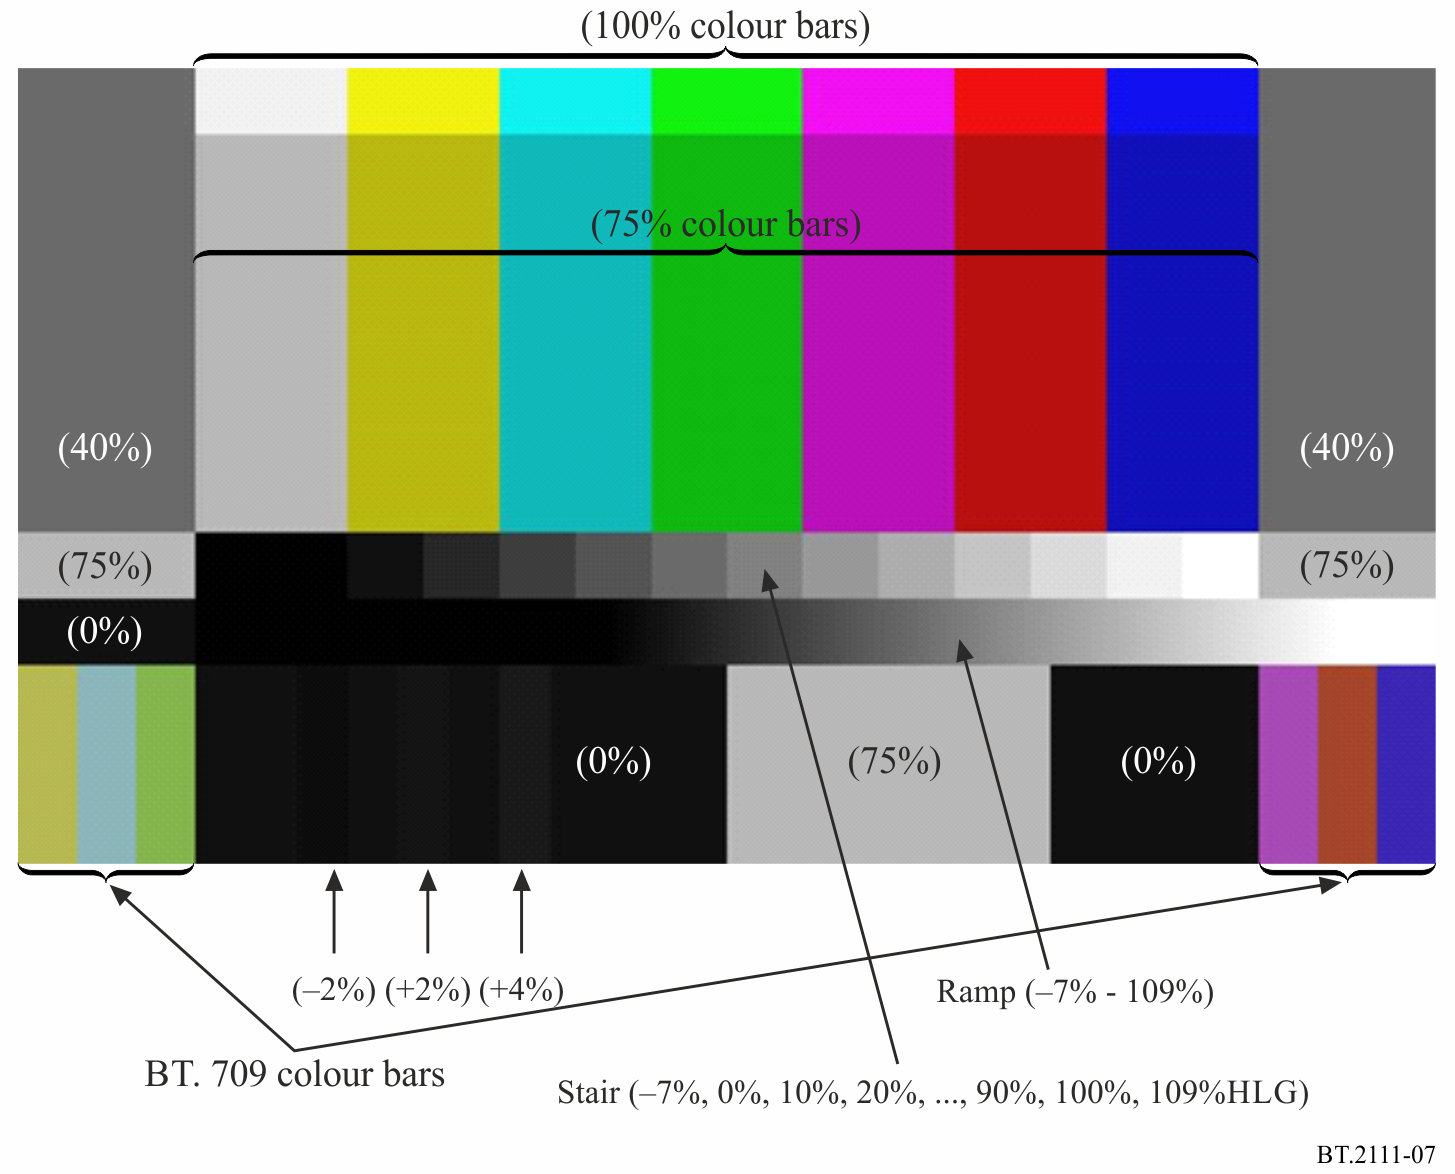 (100% colour bars)
(75% colour bars)
(40%)
(40%)
(75%)
(75%)
(0%)
(0%)
(75%)
(0%)
(–2%) (+2%) (+4%)
Ramp (–7% - 109%)
BT. 709 colour bars
Stair (–7%, 0%, 10%, 20%, ..., 90%, 100%, 109%HLG)
BT.2111-07